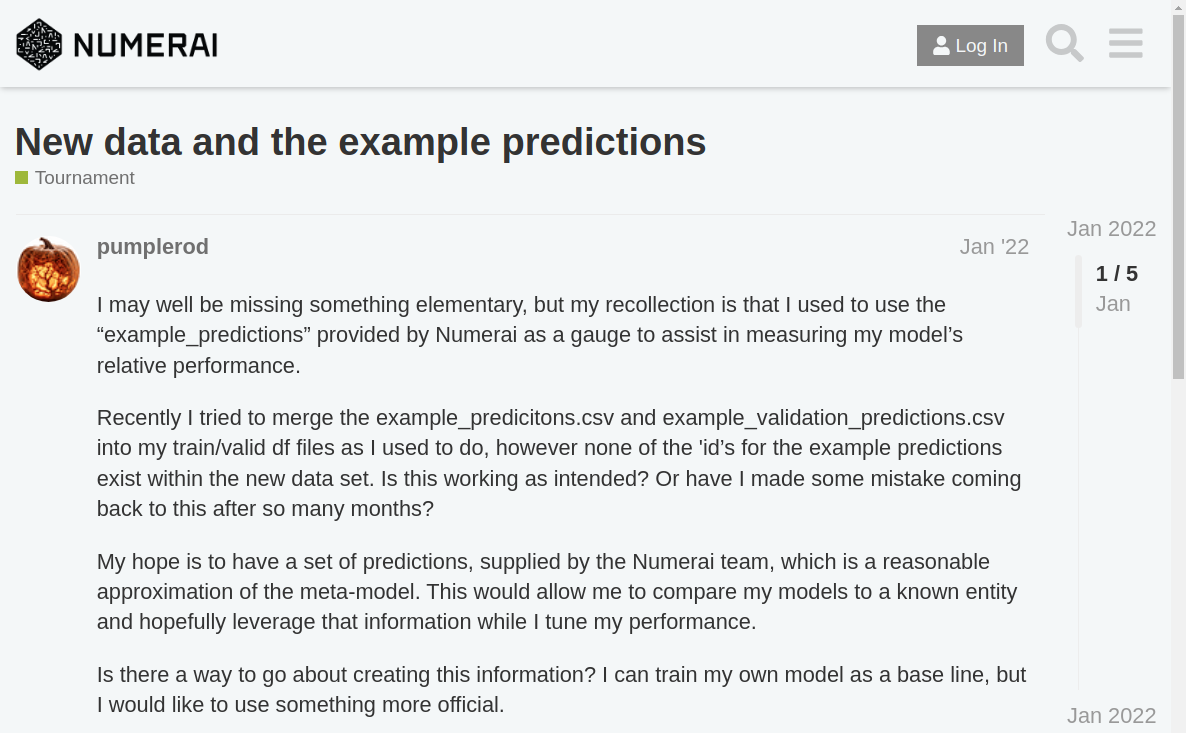 NUMERAI
Log In
New data and the example predictions
Tournament
Jan 2022
pumplerod
Jan '22
1 / 5
Jan
I may well be missing something elementary, but my recollection is that I used to use the
“example_predictions” provided by Numerai as a gauge to assist in measuring my model’s
relative performance.
Recently I tried to merge the example_predicitons.csv and example_validation_predictions.csv
into my train/valid df files as I used to do, however none of the 'id’s for the example predictions
exist within the new data set. Is this working as intended? Or have I made some mistake coming
back to this after so many months?
My hope is to have a set of predictions, supplied by the Numerai team, which is a reasonable
approximation of the meta-model. This would allow me to compare my models to a known entity
and hopefully leverage that information while I tune my performance.
Is there a way to go about creating this information? I can train my own model as a base line, but
I would like to use something more official.
Jan 2022